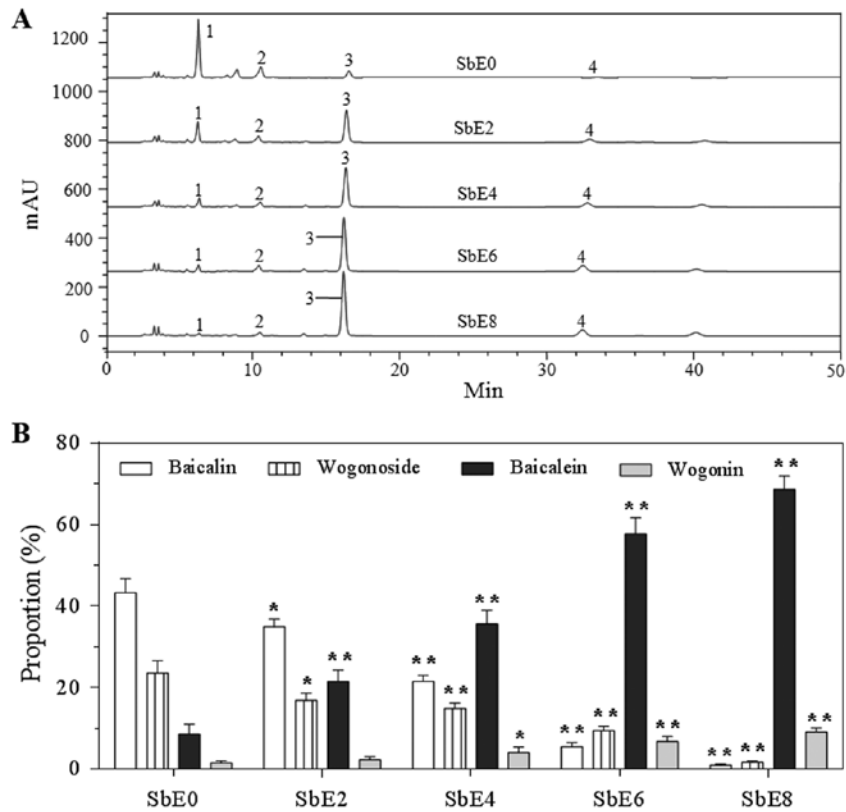 A
1200
1000
800
600
400
200
0
mAU
1 2 3 4 SbE0
1 2 3 4 SbE2
1 2 3 4 SbE4
1 2 3 4 SbE6
1 2 3 4 SbE8
0 10 20 30 40 50
Min
B
80
60
40
20
0
Proportion (%)
Baicalin Wogonoside Baicalein Wogonin
* * **
** ** ** *
** ** ** **
** ** ** **
SbE0 SbE2 SbE4 SbE6 SbE8